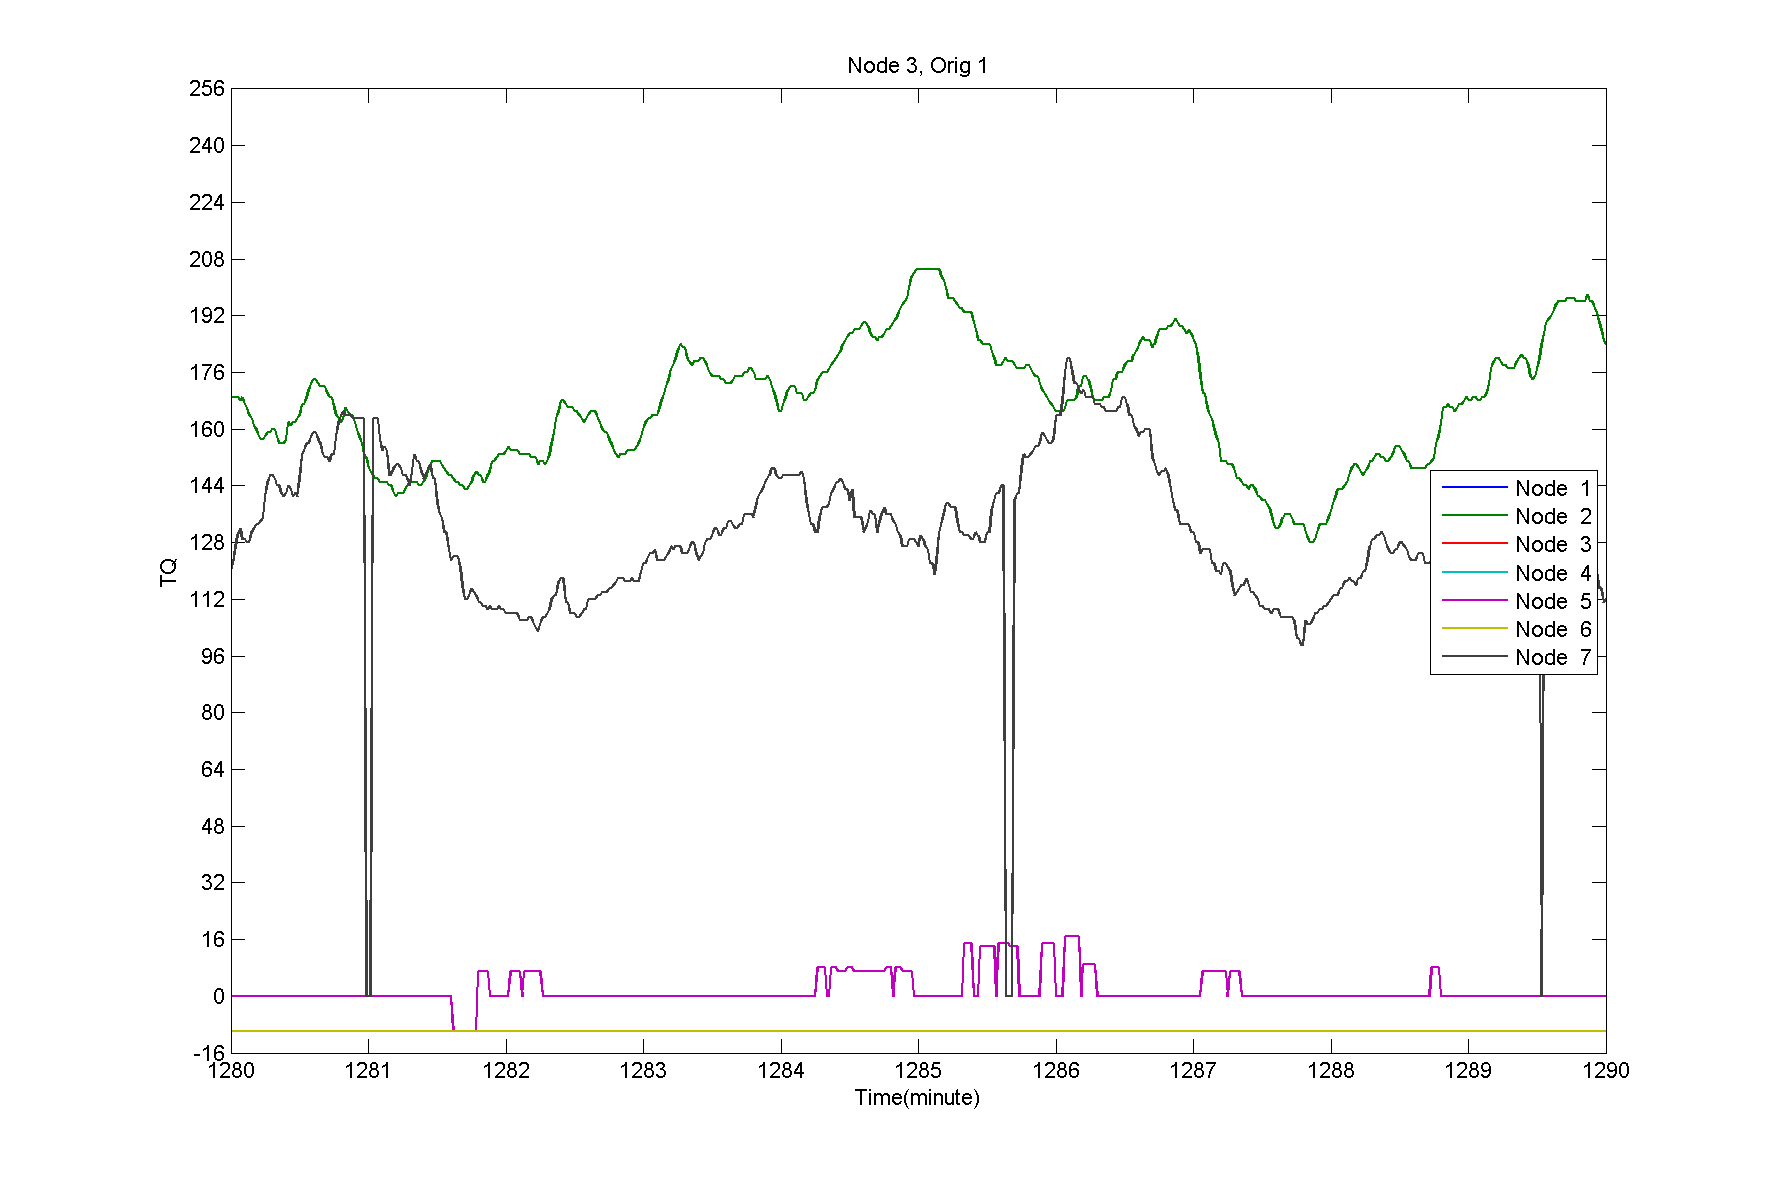 Node 3, Orig 1
256
240
224
208
192
176
160
144
128
112
96
80
64
48
32
16
0
-16
TQ
Node 1
Node 2
Node 3
Node 4
Node 5
Node 6
Node 7
1280 1281 1282 1283 1284 1285 1286 1287 1288 1289 1290
Time(minute)